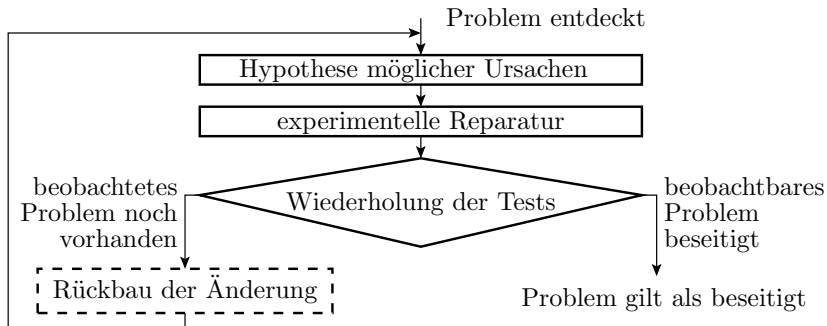 Problem entdeckt
Hypothese möglicher Ursachen
experimentelle Reparatur
Wiederholung der Tests
beobachtetes
Problem noch
vorhanden
beobachtbares
Problem
beseitigt
Rückbau der Änderung
Problem gilt als beseitigt